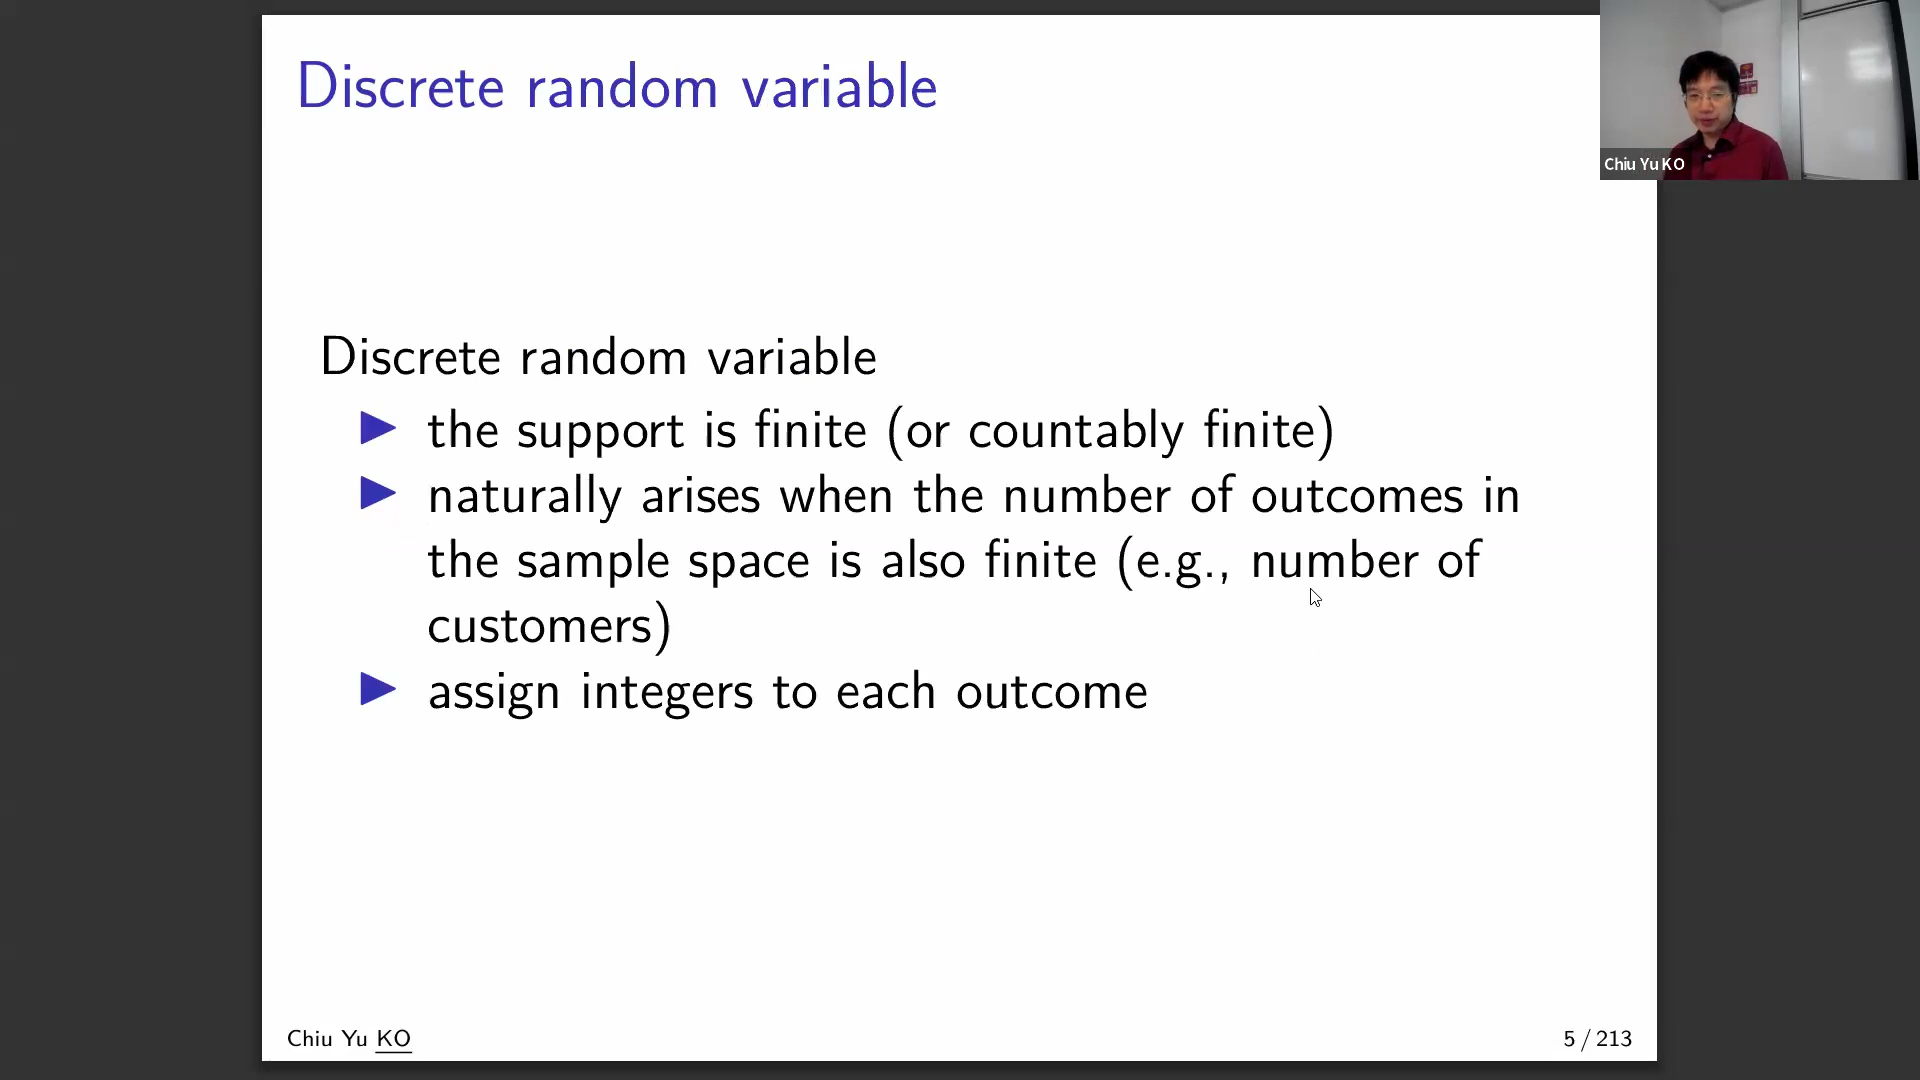 Discrete random variable
Chiu Yu KO
Discrete random variable
▶ the support is finite (or countably finite)
▶ naturally arises when the number of outcomes in
the sample space is also finite (e.g., number of
customers)
▶ assign integers to each outcome
Chiu Yu KO
5 / 213